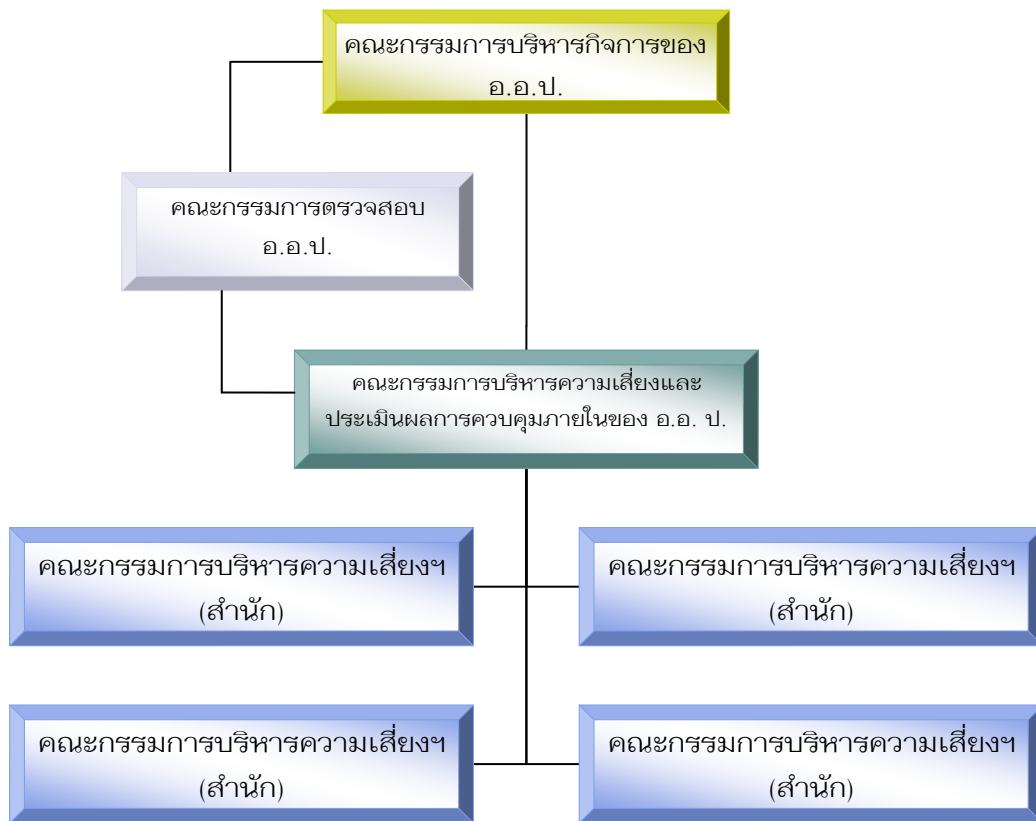 คณะกรรมการบริหารกิจการของ
อ.อ.ป.
คณะกรรมการตรวจสอบ
อ.อ.ป.
คณะกรรมการบริหารความเสี่ยงและ
ประเมินผลการควบคุมภายในของ อ.อ. ป.
คณะกรรมการบริหารความเสี่ยงฯ
(สำนัก)
คณะกรรมการบริหารความเสี่ยงฯ
(สำนัก)
คณะกรรมการบริหารความเสี่ยงฯ
(สำนัก)
คณะกรรมการบริหารความเสี่ยงฯ
(สำนัก)